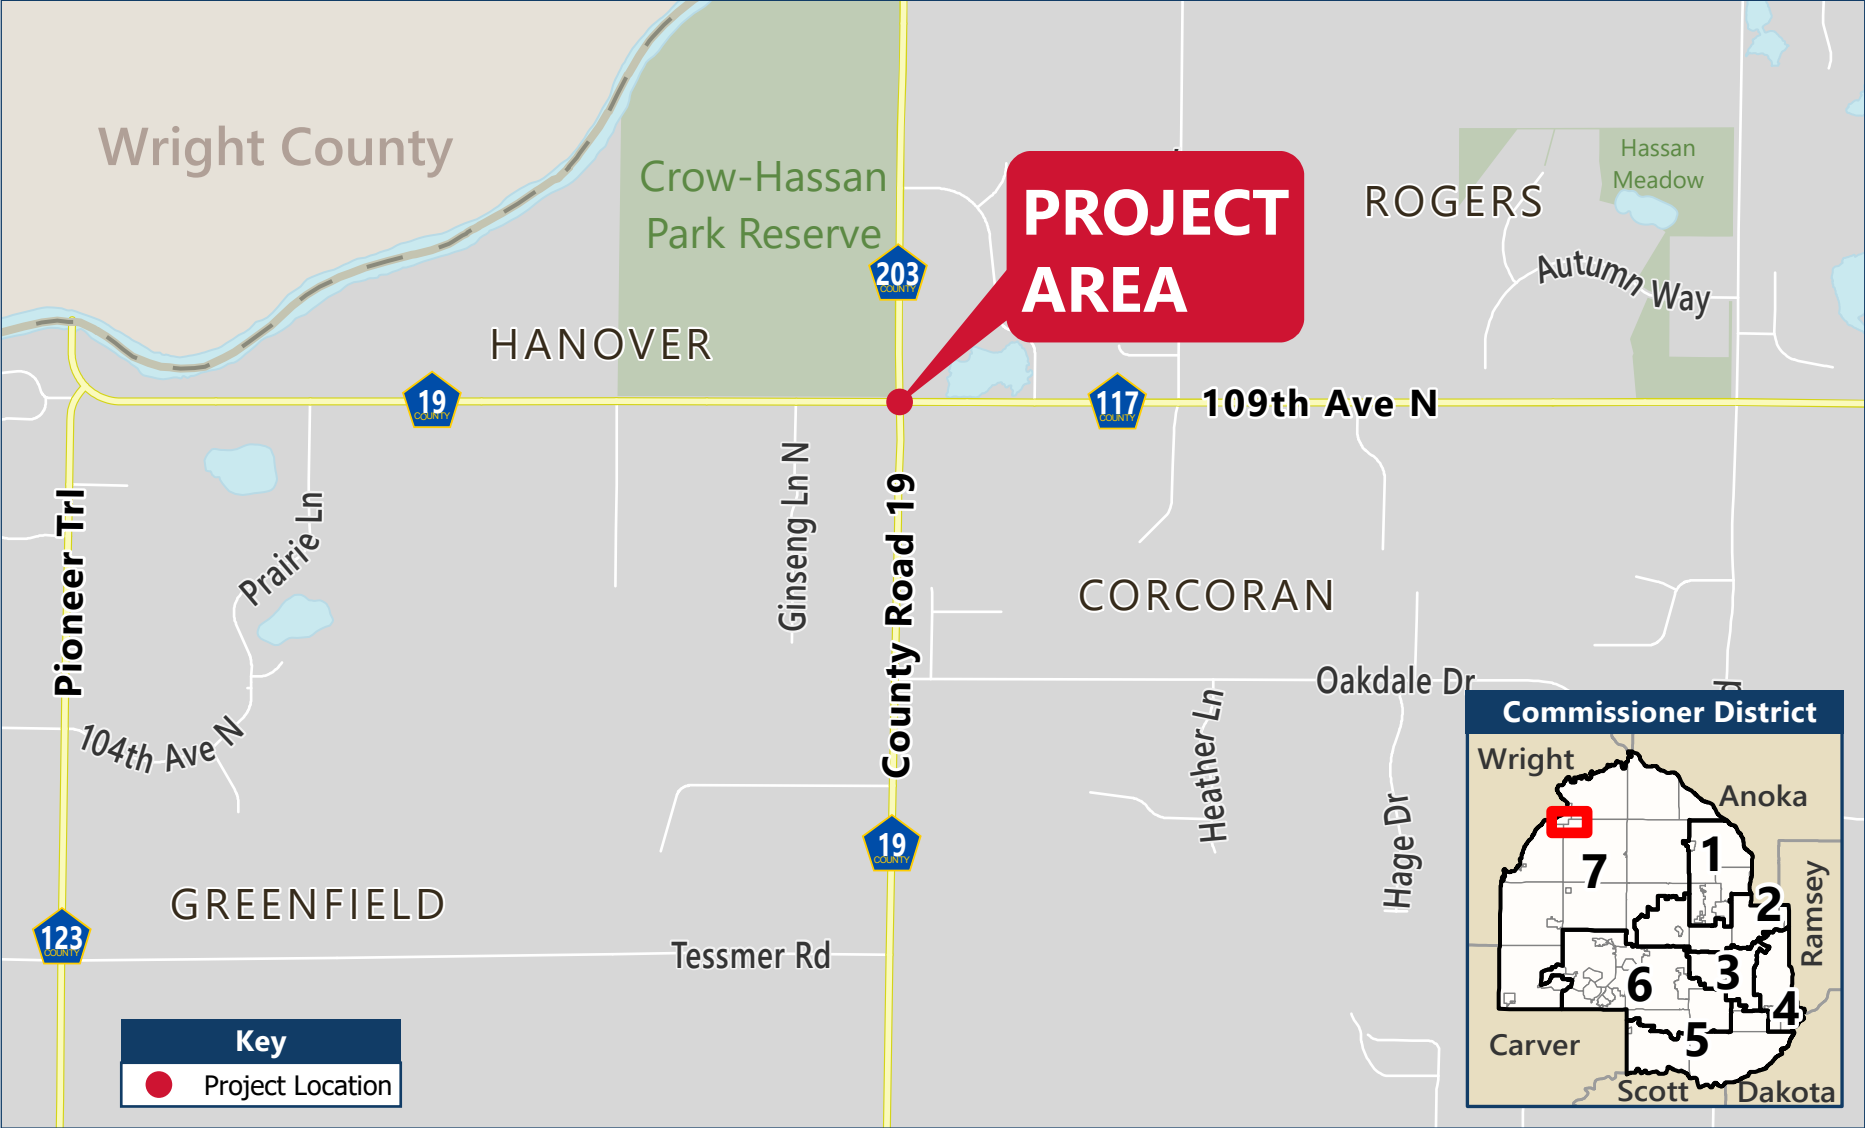 Wright County
Crow-Hassan
Park Reserve
203
COUNTY
PROJECT
AREA
ROGERS
Hassan
Meadow
Autumn Way
HANOVER
19
COUNTY
117
COUNTY
109th Ave N
Pioneer Trl
Prairie Ln
Ginseng Ln N
County Road 19
CORCORAN
Oakdale Dr
Heather Ln
Hage Dr
104th Ave N
19
COUNTY
GREENFIELD
123
COUNTY
Tessmer Rd
Key
Project Location
Commissioner District
Wright
Anoka
1
7
2
Ramsey
3
6
4
5
Carver
Scott
Dakota